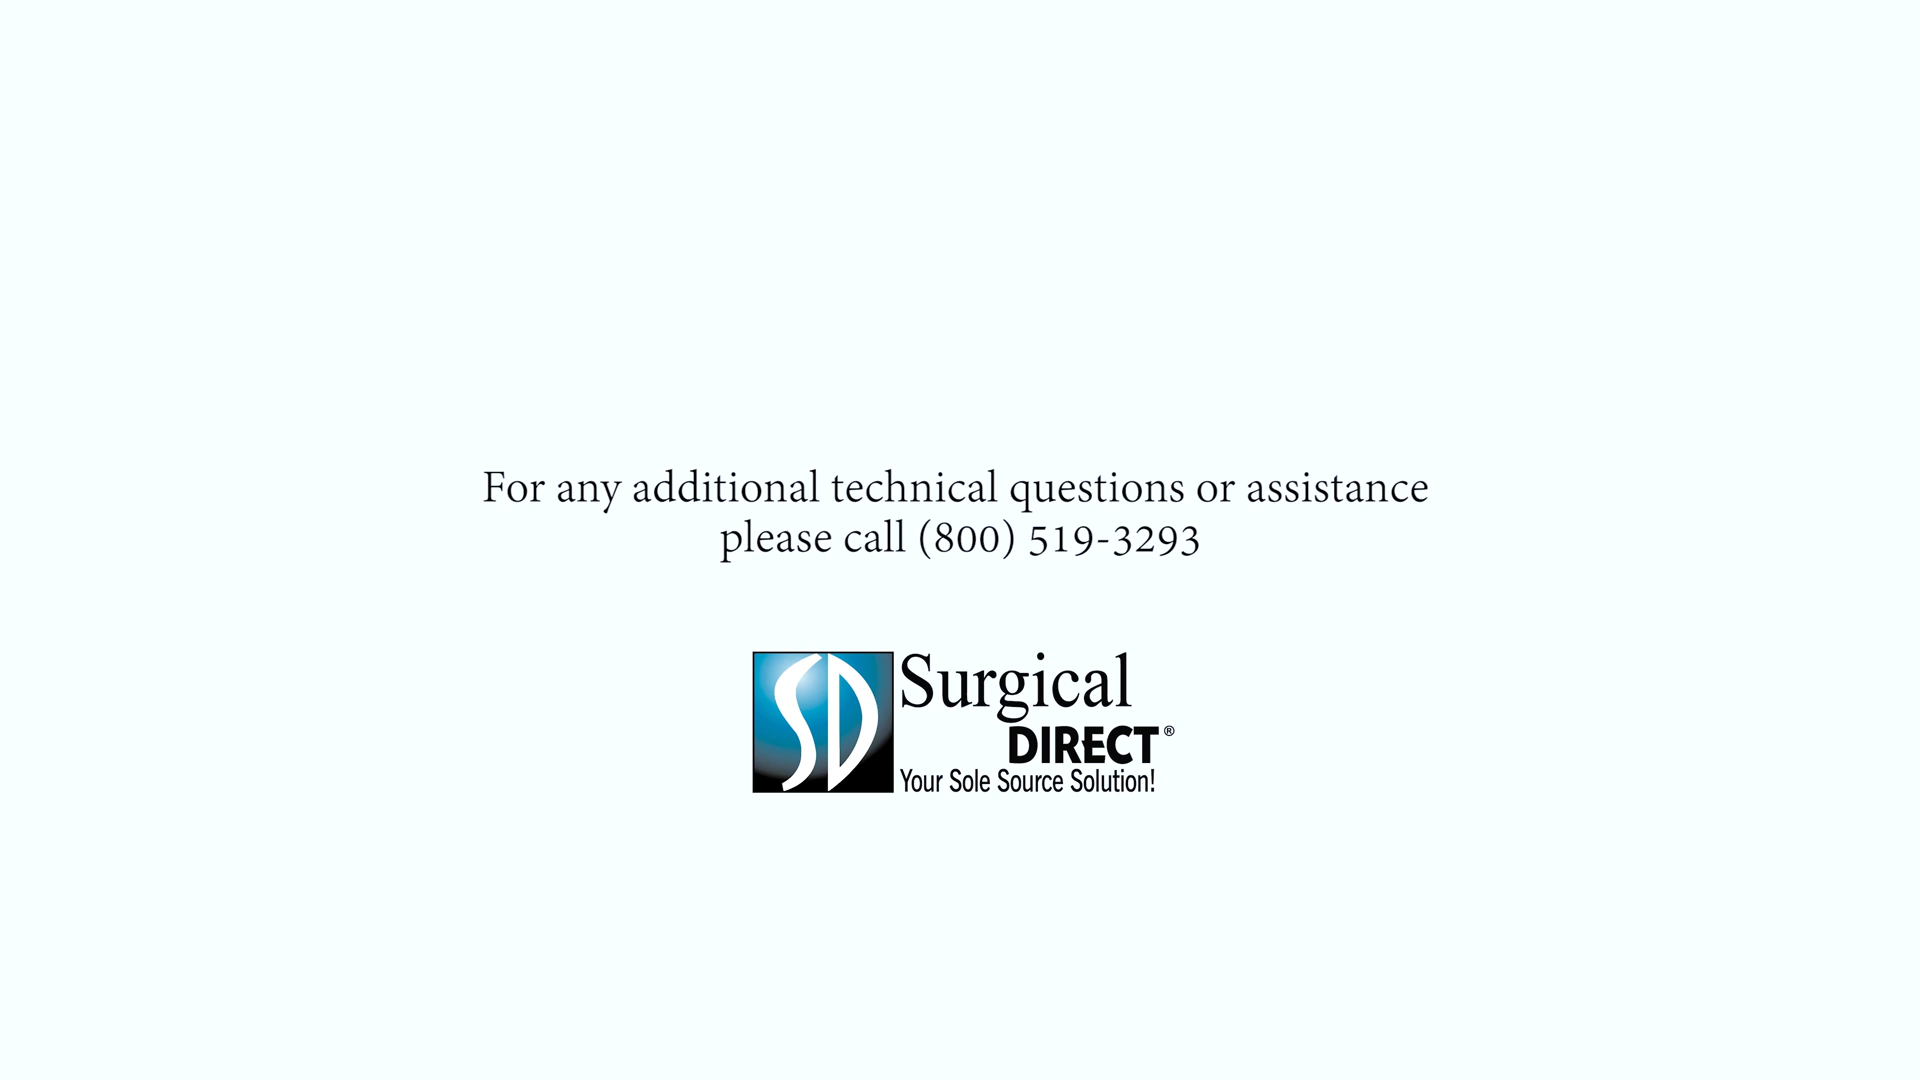 For any additional technical questions or assistance
please call (800) 519-3293
SD
Surgical
DIRECT®
Your Sole Source Solution!